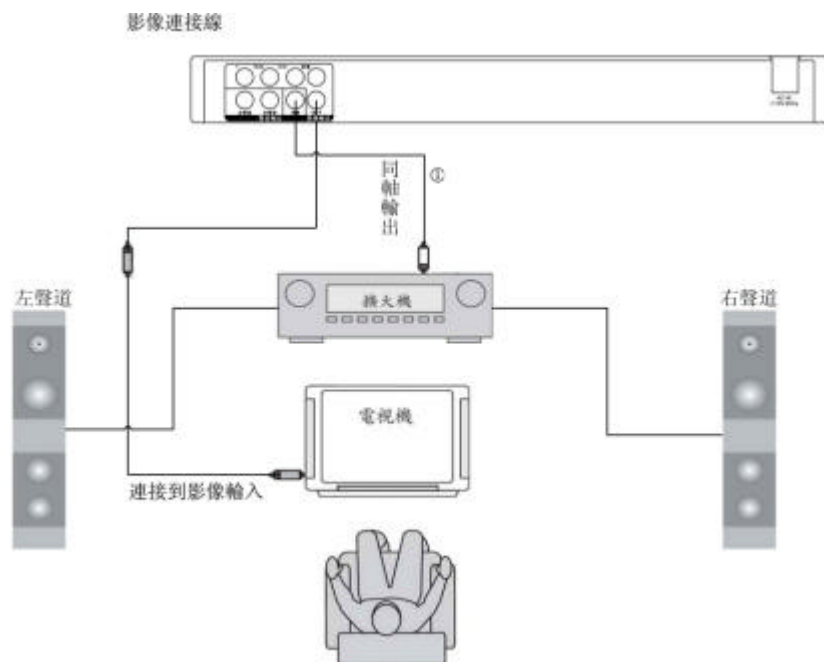 影像連接線
同軸輸出
①
左聲道
擴大機
右聲道
電視機
連接到影像輸入